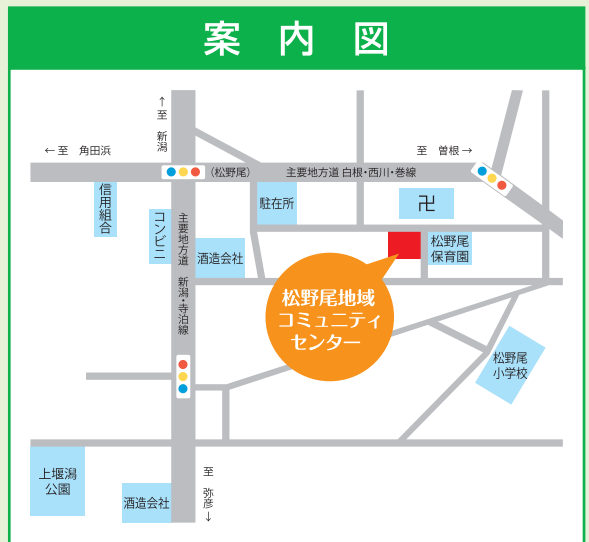 案内図
↑至 新潟
←至 角田浜
至 曽根→
(松野尾)
主要地方道 白根・西川・巻線
信用組合
コンビニ
主要地方道 新潟・寺泊線
駐在所
卍
酒造会社
松野尾
保育園
松野尾地域
コミュニティ
センター
松野尾
小学校
上堰潟
公園
酒造会社
至 弥彦↓